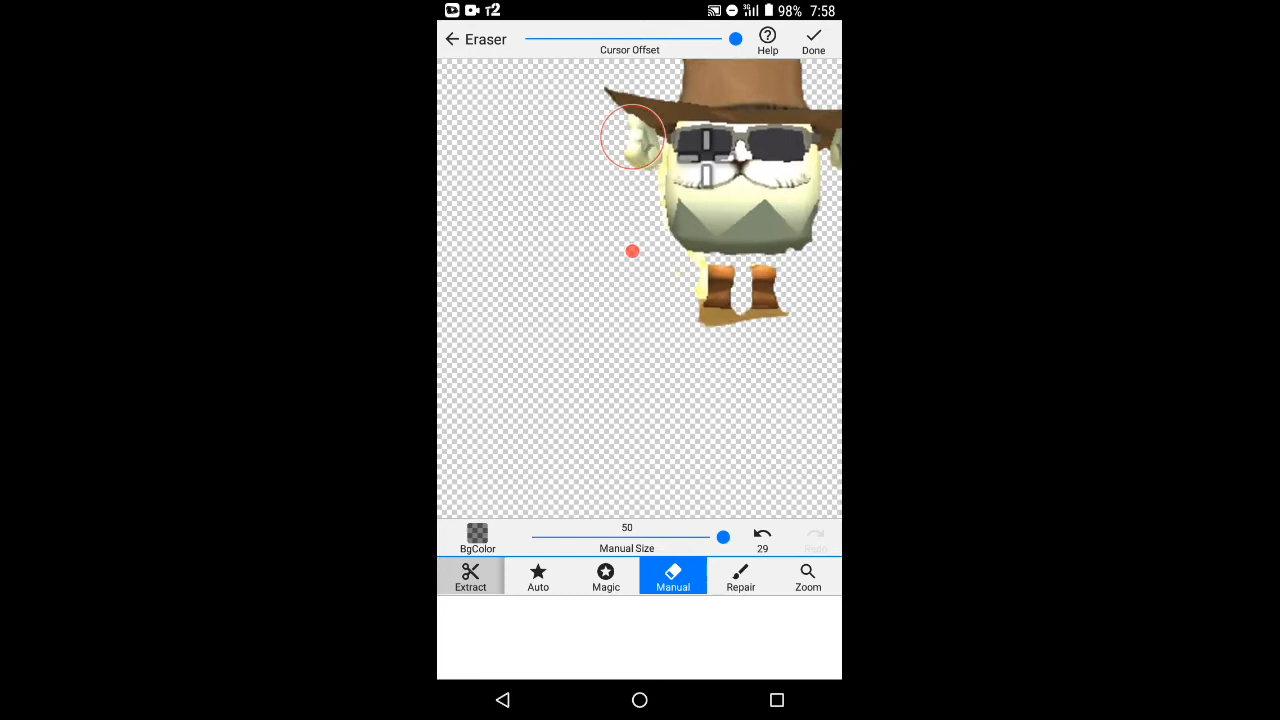 98% 7:58
Eraser
Cursor Offset
Help
Done
50
BgColor
Manual Size
29
Extract
Auto
Magic
Manual
Repair
Zoom